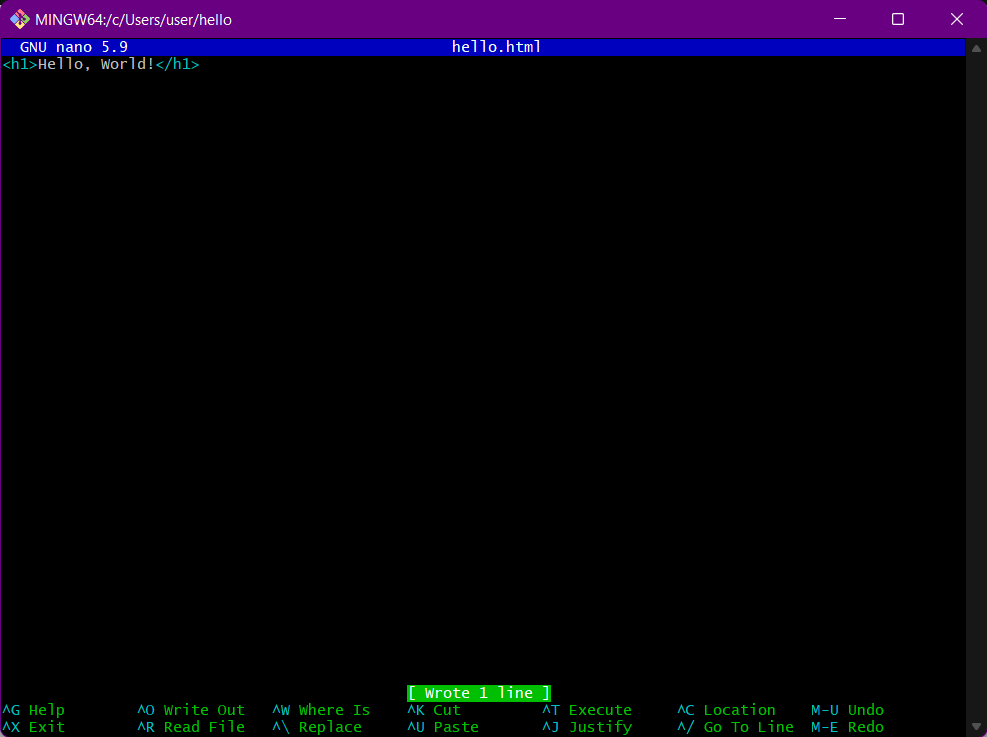 MINGW64:/c/Users/user/hello
GNU nano 5.9 hello.html
<h1>Hello, World!</h1>
[ Wrote 1 line ]
^G Help ^O Write Out ^W Where Is ^K Cut ^T Execute ^C Location M-U Undo
^X Exit ^R Read File ^\ Replace ^U Paste ^J Justify ^/ Go To Line M-E Redo